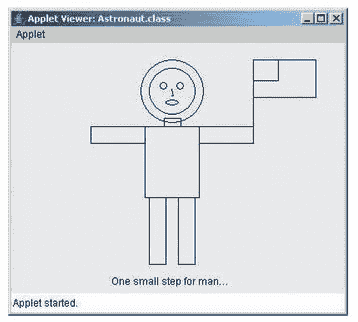 Applet Viewer: Astronaut.class
Applet
One small step for man...
Applet started.